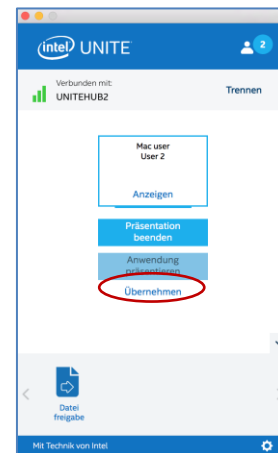 intel UNITE
2
Verbunden mit:
UNITEHUB2
Trennen
Mac user
User 2
Anzeigen
Präsentation
beenden
Anwendung
präsentieren
Übernehmen
Datei
freigabe
Mit Technik von Intel